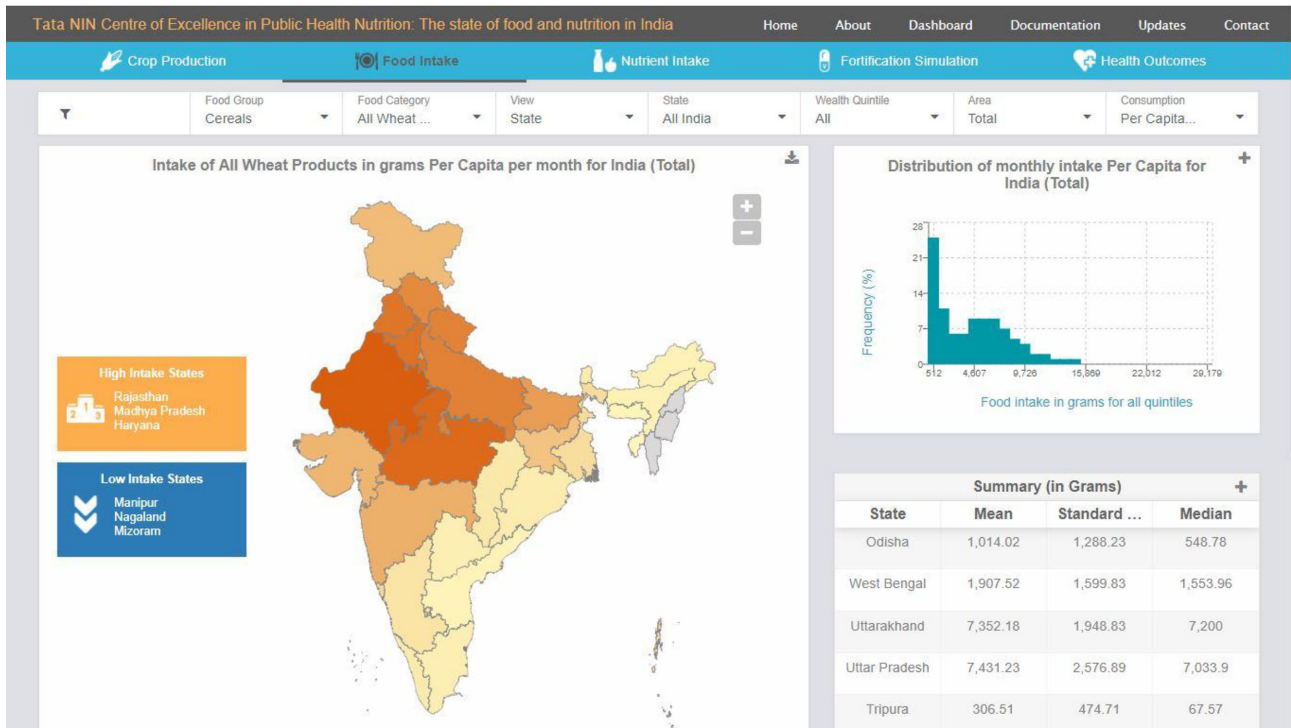 Tata NIN Centre of Excellence in Public Health Nutrition: The state of food and nutrition in India
Home About Dashboard Documentation Updates Contact
Crop Production Food Intake Nutrient Intake Fortification Simulation Health Outcomes
Food Group Food Category View State Wealth Quintile Area Consumption
Cereals All Wheat ... State All India All Total Per Capita...
Intake of All Wheat Products in grams Per Capita per month for India (Total)
+
−
High Intake States
2 1 3
Rajasthan
Madhya Pradesh
Haryana
Low Intake States
Manipur
Nagaland
Mizoram
Distribution of monthly intake Per Capita for
India (Total)
+
Frequency (%)
28
21
14
7
0
512 4,607 9,726 15,869 22,012 29,179
Food intake in grams for all quintiles
Summary (in Grams) +
State Mean Standard ... Median
Odisha 1,014.02 1,288.23 548.78
West Bengal 1,907.52 1,599.83 1,553.96
Uttarakhand 7,352.18 1,948.83 7,200
Uttar Pradesh 7,431.23 2,576.89 7,033.9
Tripura 306.51 474.71 67.57